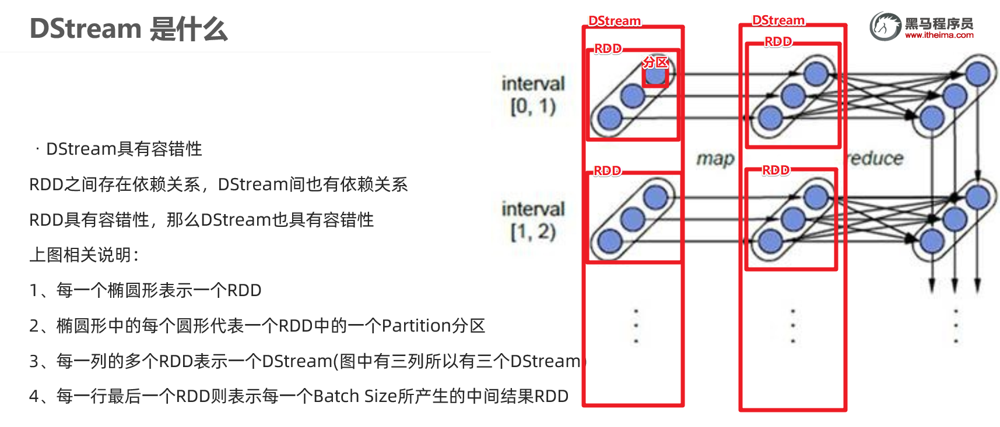 DStream 是什么
黑马程序员
www.itheima.com
· DStream具有容错性
RDD之间存在依赖关系，DStream间也有依赖关系
RDD具有容错性，那么DStream也具有容错性
上图相关说明：
1、每一个椭圆形表示一个RDD
2、椭圆形中的每个圆形代表一个RDD中的一个Partition分区
3、每一列的多个RDD表示一个DStream(图中有三列所以有三个DStream)
4、每一行最后一个RDD则表示每一个Batch Size所产生的中间结果RDD
DStream
DStream
RDD
RDD
分区
interval
[0, 1)
map
reduce
RDD
RDD
interval
[1, 2)